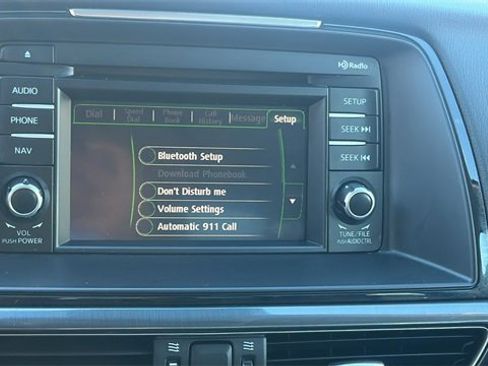 HD Radio
AUDIO
PHONE
NAV
VOL
PUSH POWER
Dial
Speed Dial
Phone Book
Call History
Message
Setup
Bluetooth Setup
Download Phonebook
Don't Disturb me
Volume Settings
Automatic 911 Call
SETUP
SEEK
SEEK
TUNE/FILE
PUSH AUDIO CTRL